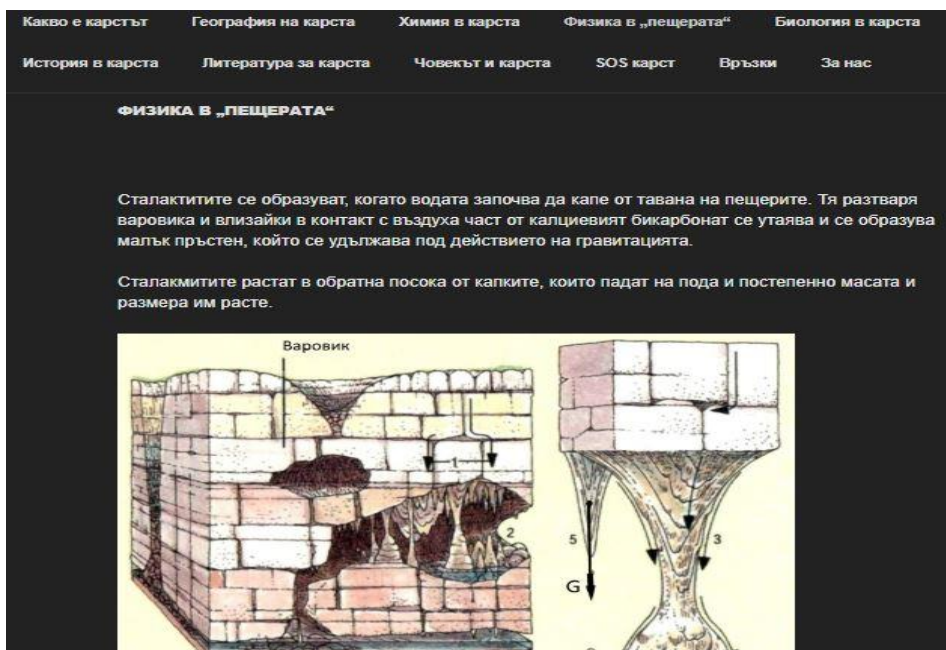 Какво е карстът География на карста Химия в карста Физика в „пещерата“ Биология в карста
История в карста Литература за карста Човекът и карста SOS карст Връзки За нас
ФИЗИКА В „ПЕЩЕРАТА“
Сталактитите се образуват, когато водата започва да капе от тавана на пещерите. Тя разтваря
варовика и влизайки в контакт с въздуха част от калциевият бикарбонат се утаява и се образува
малък пръстен, който се удължава под действието на гравитацията.
Сталакмитите растат в обратна посока от капките, които падат на пода и постепенно масата и
размера им расте.
Варовик
1
2
5
3
G